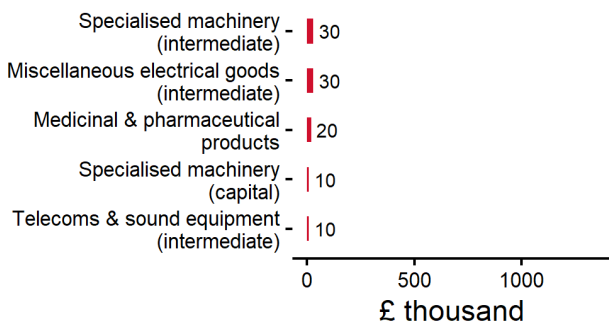 Specialised machinery
(intermediate)
30
Miscellaneous electrical goods
(intermediate)
30
Medicinal & pharmaceutical
products
20
Specialised machinery
(capital)
10
Telecoms & sound equipment
(intermediate)
10
0 500 1000
£ thousand